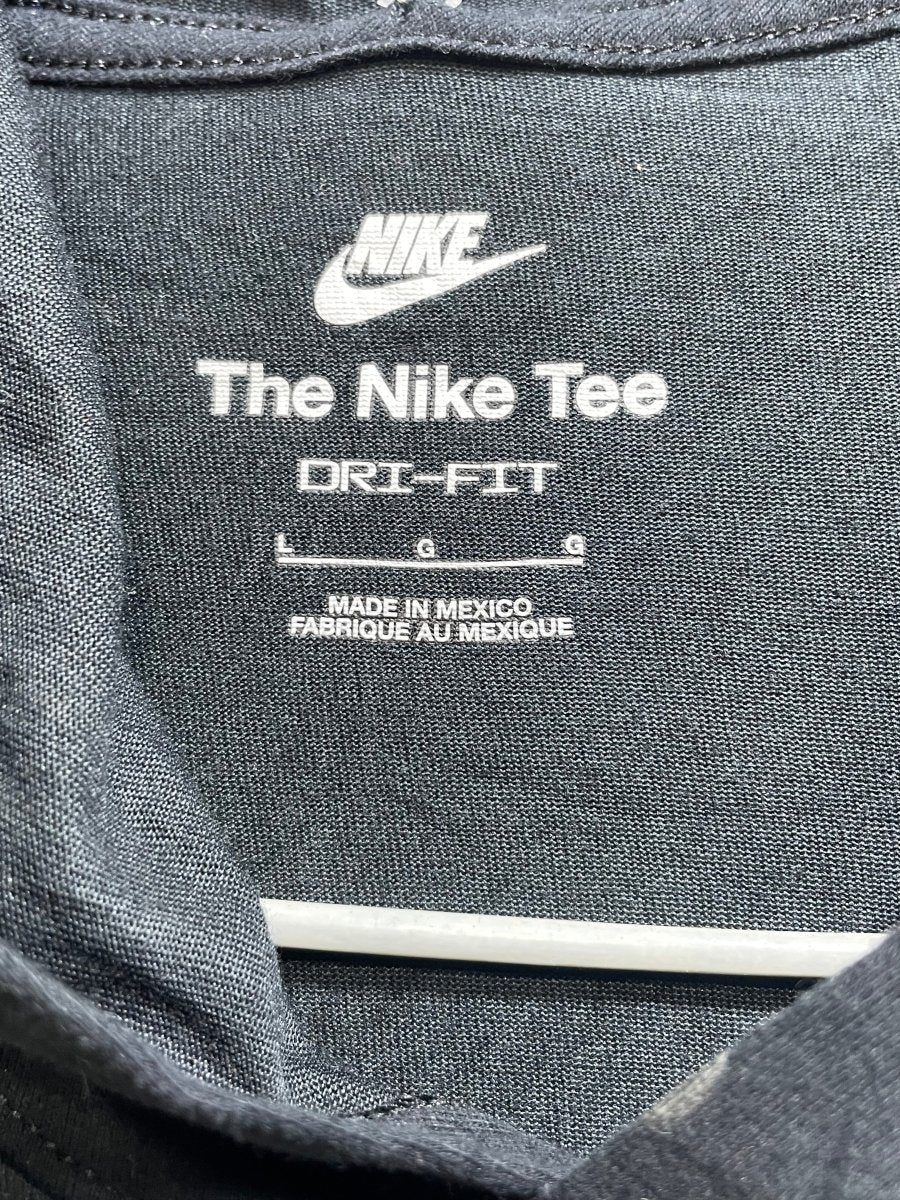 NIKE
The Nike Tee
DRI-FIT
L G G
MADE IN MEXICO
FABRIQUE AU MEXIQUE